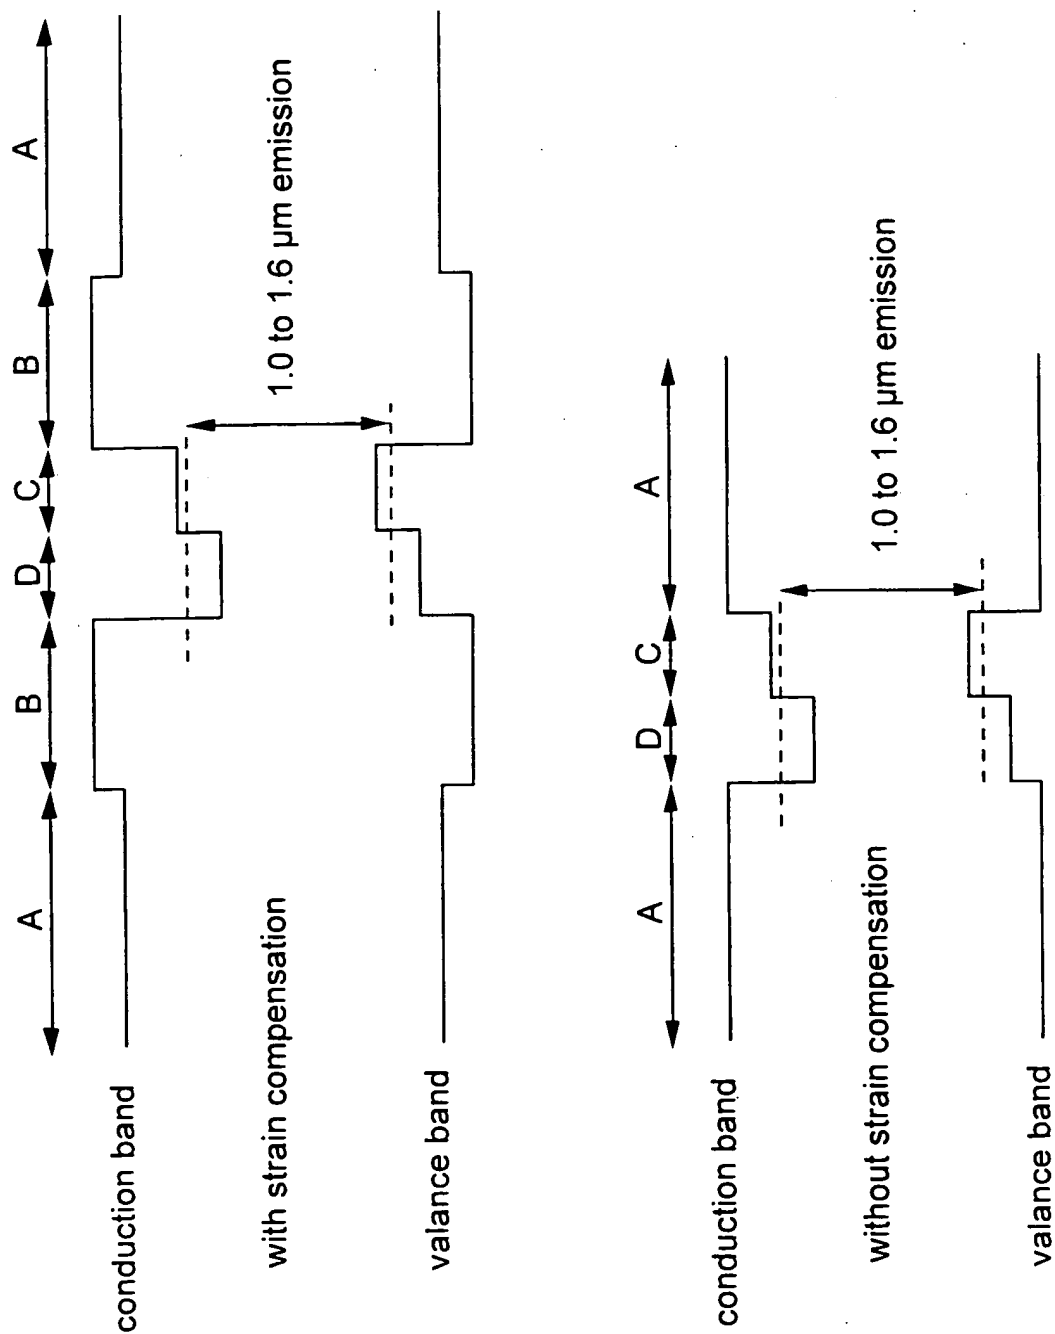 A B D C B A
conduction band
with strain compensation
1.0 to 1.6 µm emission
valance band
A D C A
conduction band
without strain compensation
1.0 to 1.6 µm emission
valance band